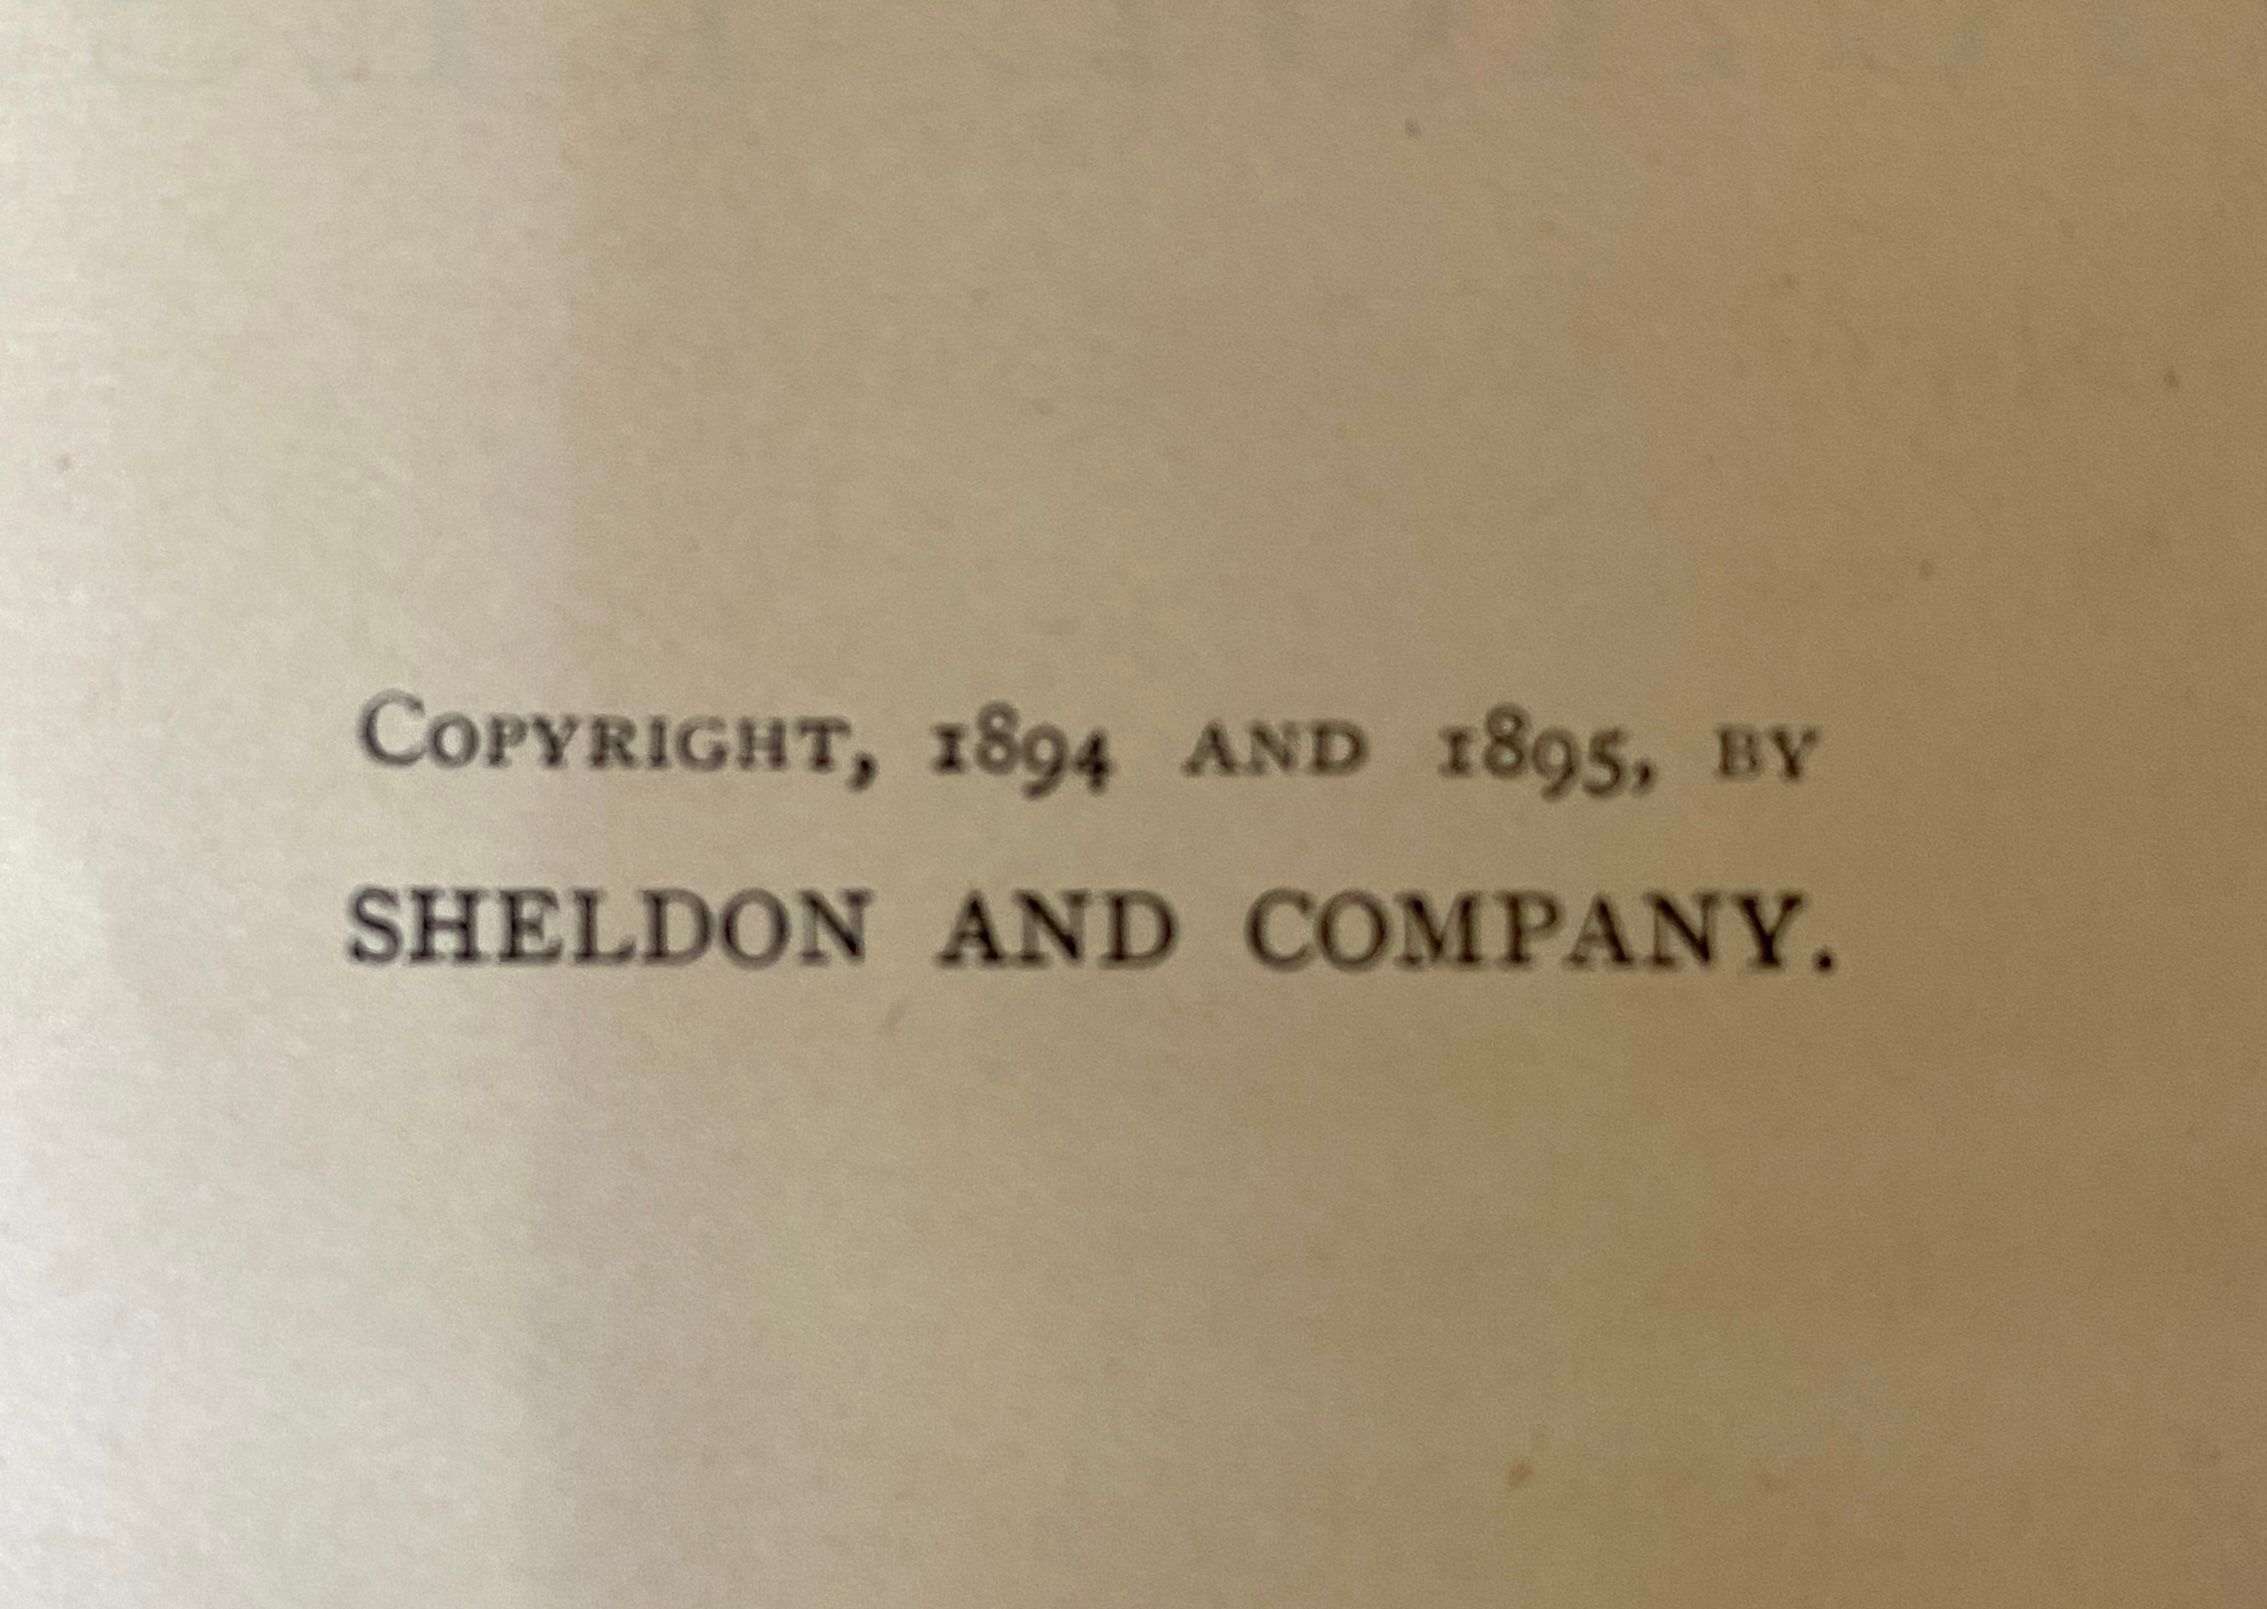 Copyright, 1894 and 1895, by
SHELDON AND COMPANY.